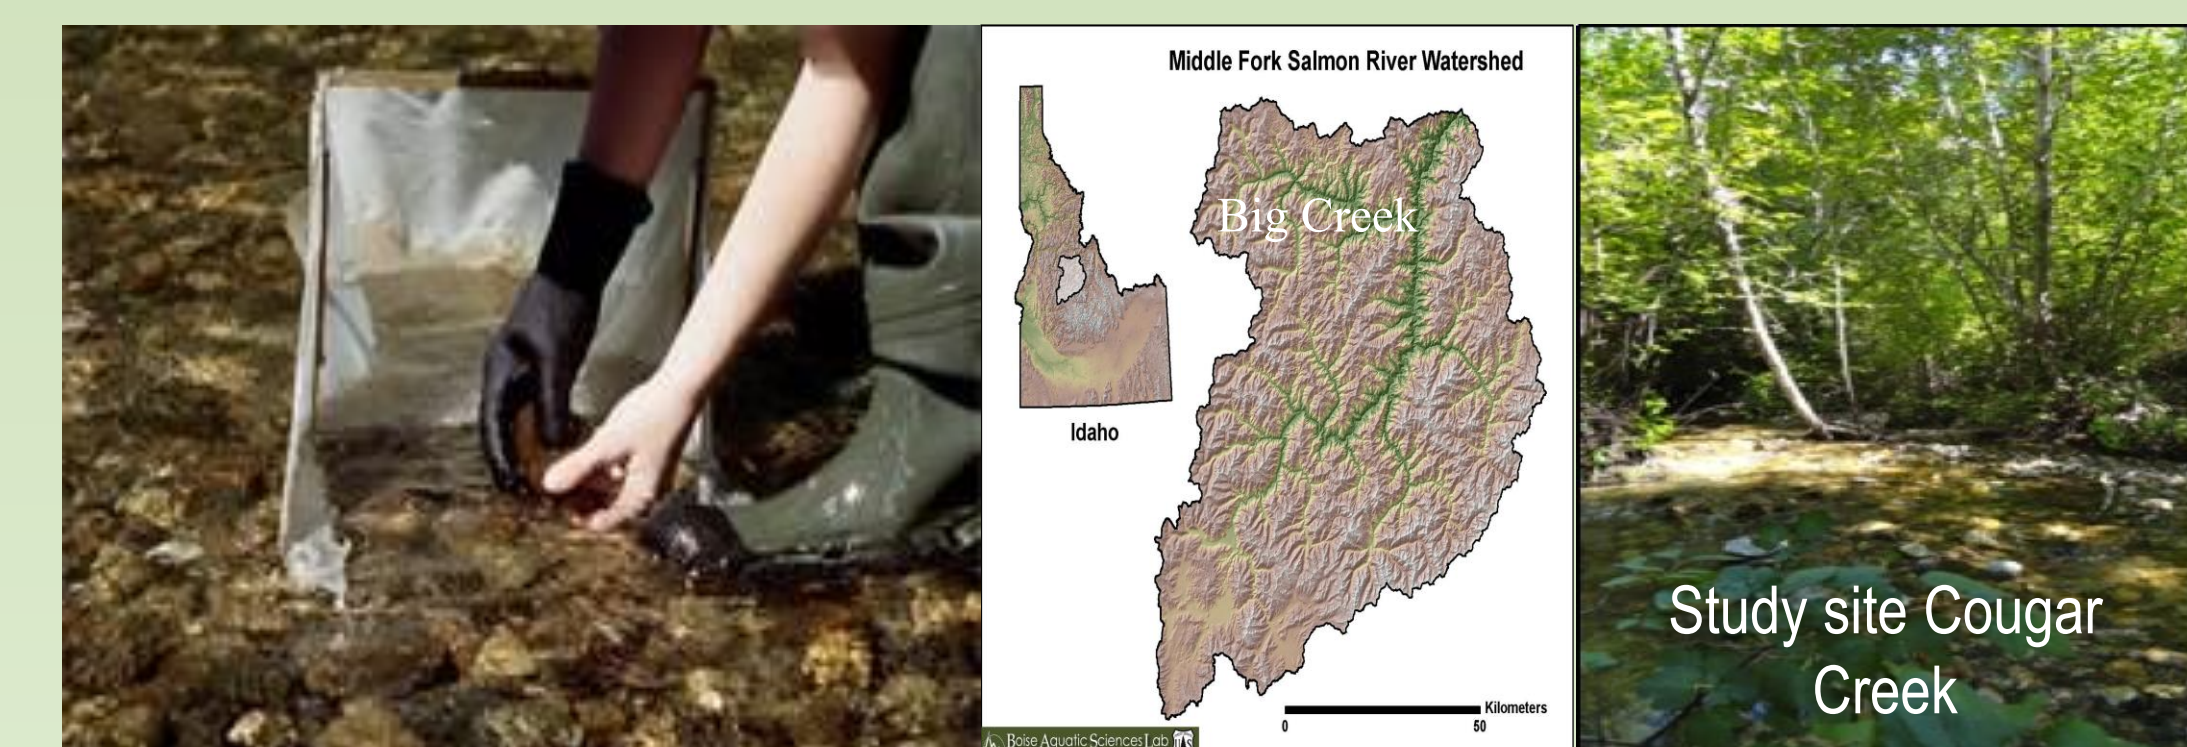 Middle Fork Salmon River Watershed
Big Creek
Idaho
Kilometers
0 50
Boise Aquatic Sciences Lab
Study site Cougar
Creek